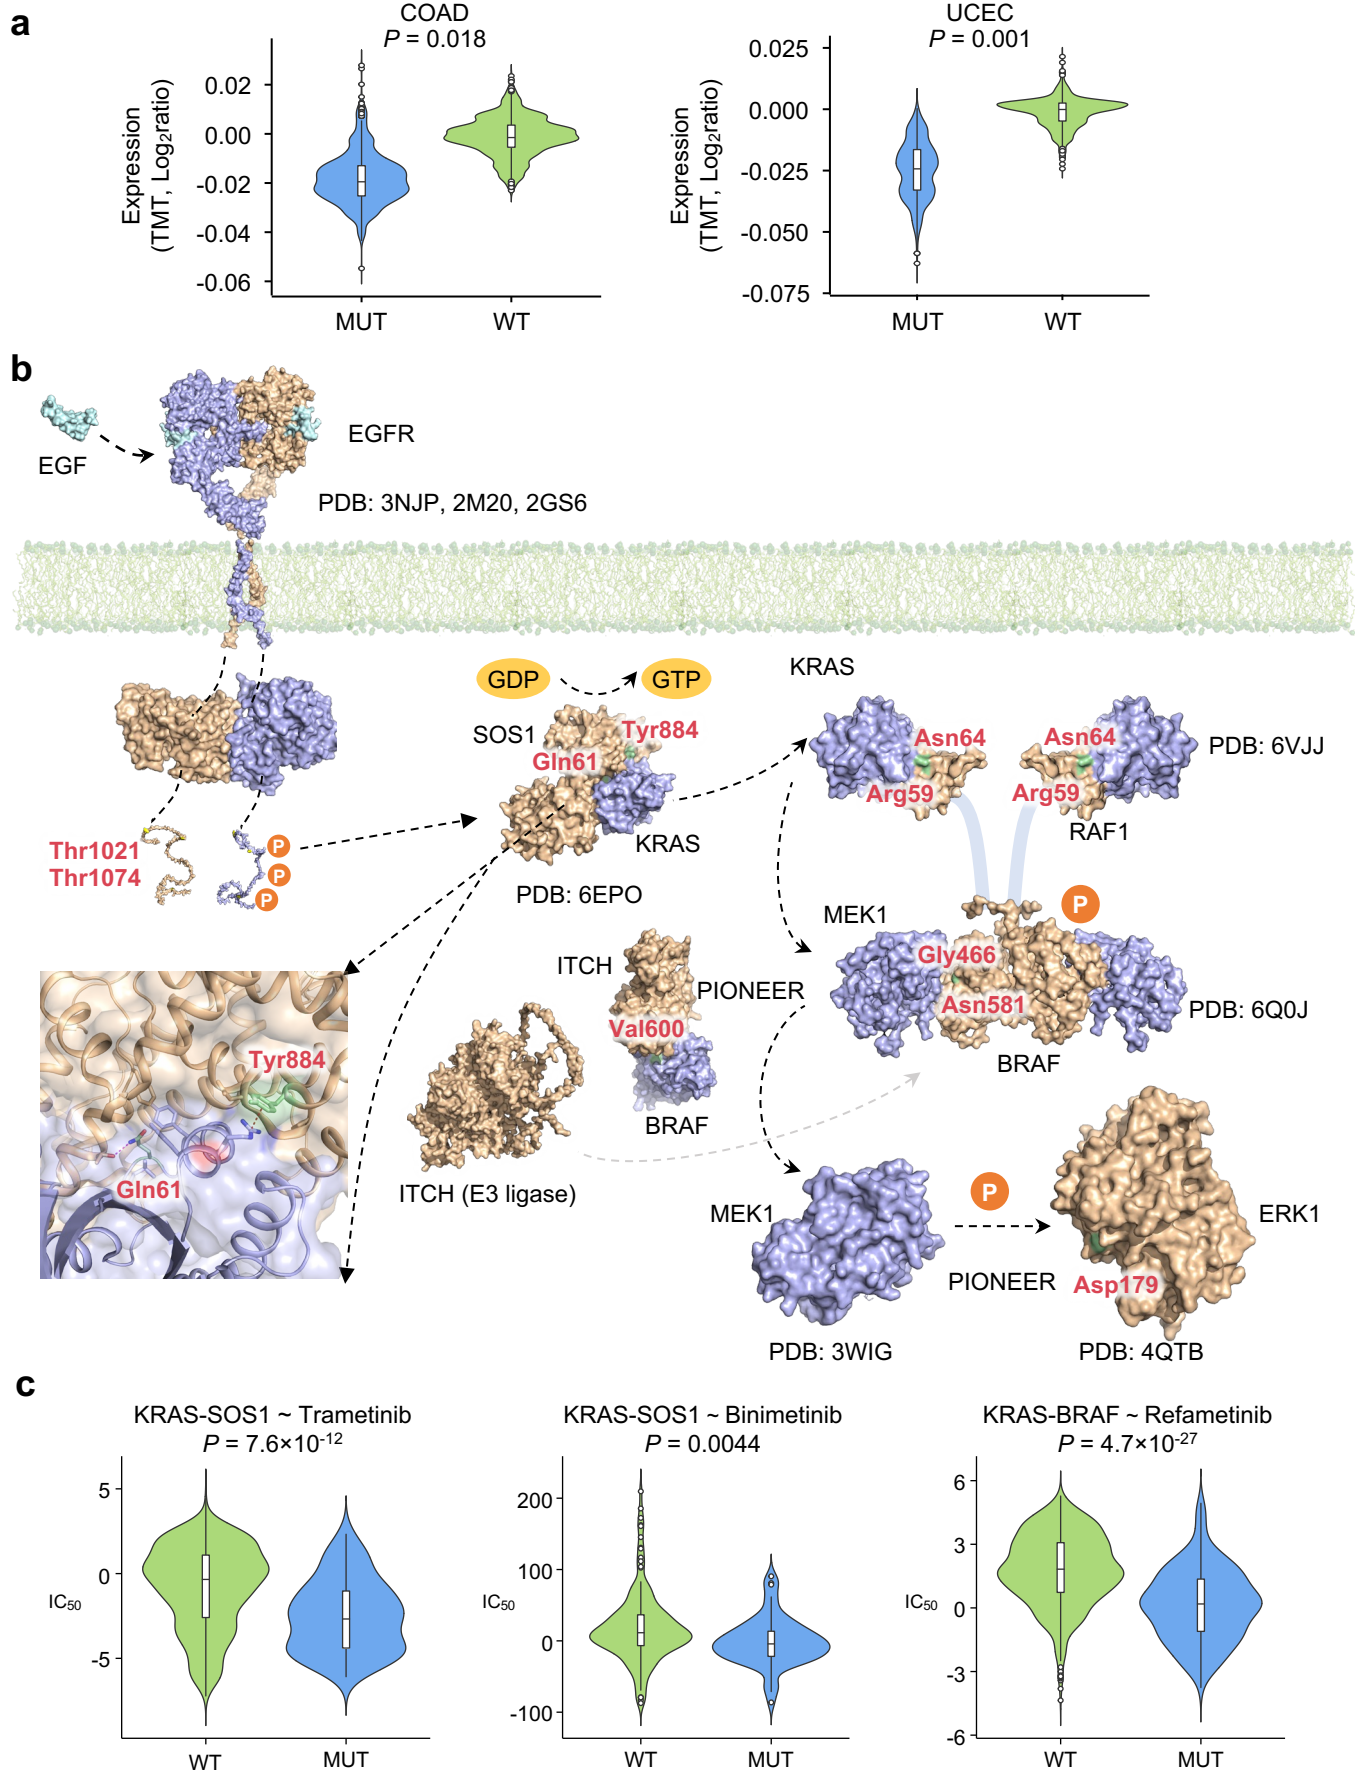 a
COAD
P = 0.018
Expression
(TMT, Log₂ratio)
0.02
0.00
-0.02
-0.04
-0.06
MUT
WT
UCEC
P = 0.001
Expression
(TMT, Log₂ratio)
0.025
0.000
-0.025
-0.050
-0.075
MUT
WT
b
EGF
EGFR
PDB: 3NJP, 2M20, 2GS6
Thr1021
Thr1074
P
P
P
GDP
GTP
SOS1
Tyr884
Gln61
KRAS
PDB: 6EPO
KRAS
Asn64
Arg59
Asn64
Arg59
PDB: 6VJJ
RAF1
MEK1
P
Gly466
Asn581
PDB: 6Q0J
BRAF
ITCH
PIONEER
Val600
BRAF
ITCH (E3 ligase)
Tyr884
Gln61
MEK1
P
ERK1
PIONEER
Asp179
PDB: 3WIG
PDB: 4QTB
c
KRAS-SOS1 ~ Trametinib
P = 7.6×10⁻¹²
IC₅₀
5
0
-5
WT
MUT
KRAS-SOS1 ~ Binimetinib
P = 0.0044
IC₅₀
200
100
0
-100
WT
MUT
KRAS-BRAF ~ Refametinib
P = 4.7×10⁻²⁷
IC₅₀
6
3
0
-3
-6
WT
MUT